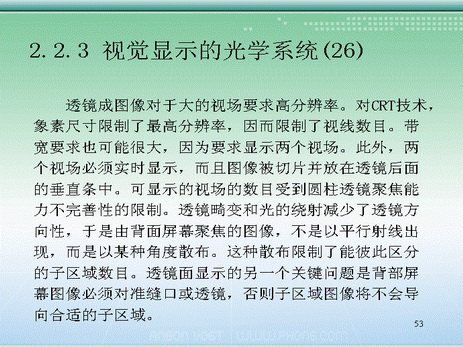 2.2.3 视觉显示的光学系统(26)
透镜成图像对于大的视场要求高分辨率。对CRT技术，
象素尺寸限制了最高分辨率，因而限制了视线数目。带
宽要求也可能很大，因为要求显示两个视场。此外，两
个视场必须实时显示，而且图像被切片并放在透镜后面
的垂直条中。可显示的视场的数目受到圆柱透镜聚焦能
力不完善性的限制。透镜畸变和光的绕射减少了透镜方
向性，于是由背面屏幕聚焦的图像，不是以平行射线出
现，而是以某种角度散布。这种散布限制了能彼此区分
的子区域数目。透镜面显示的另一个关键问题是背部屏
幕图像必须对准缝口或透镜，否则子区域图像将不会导
向合适的子区域。
53